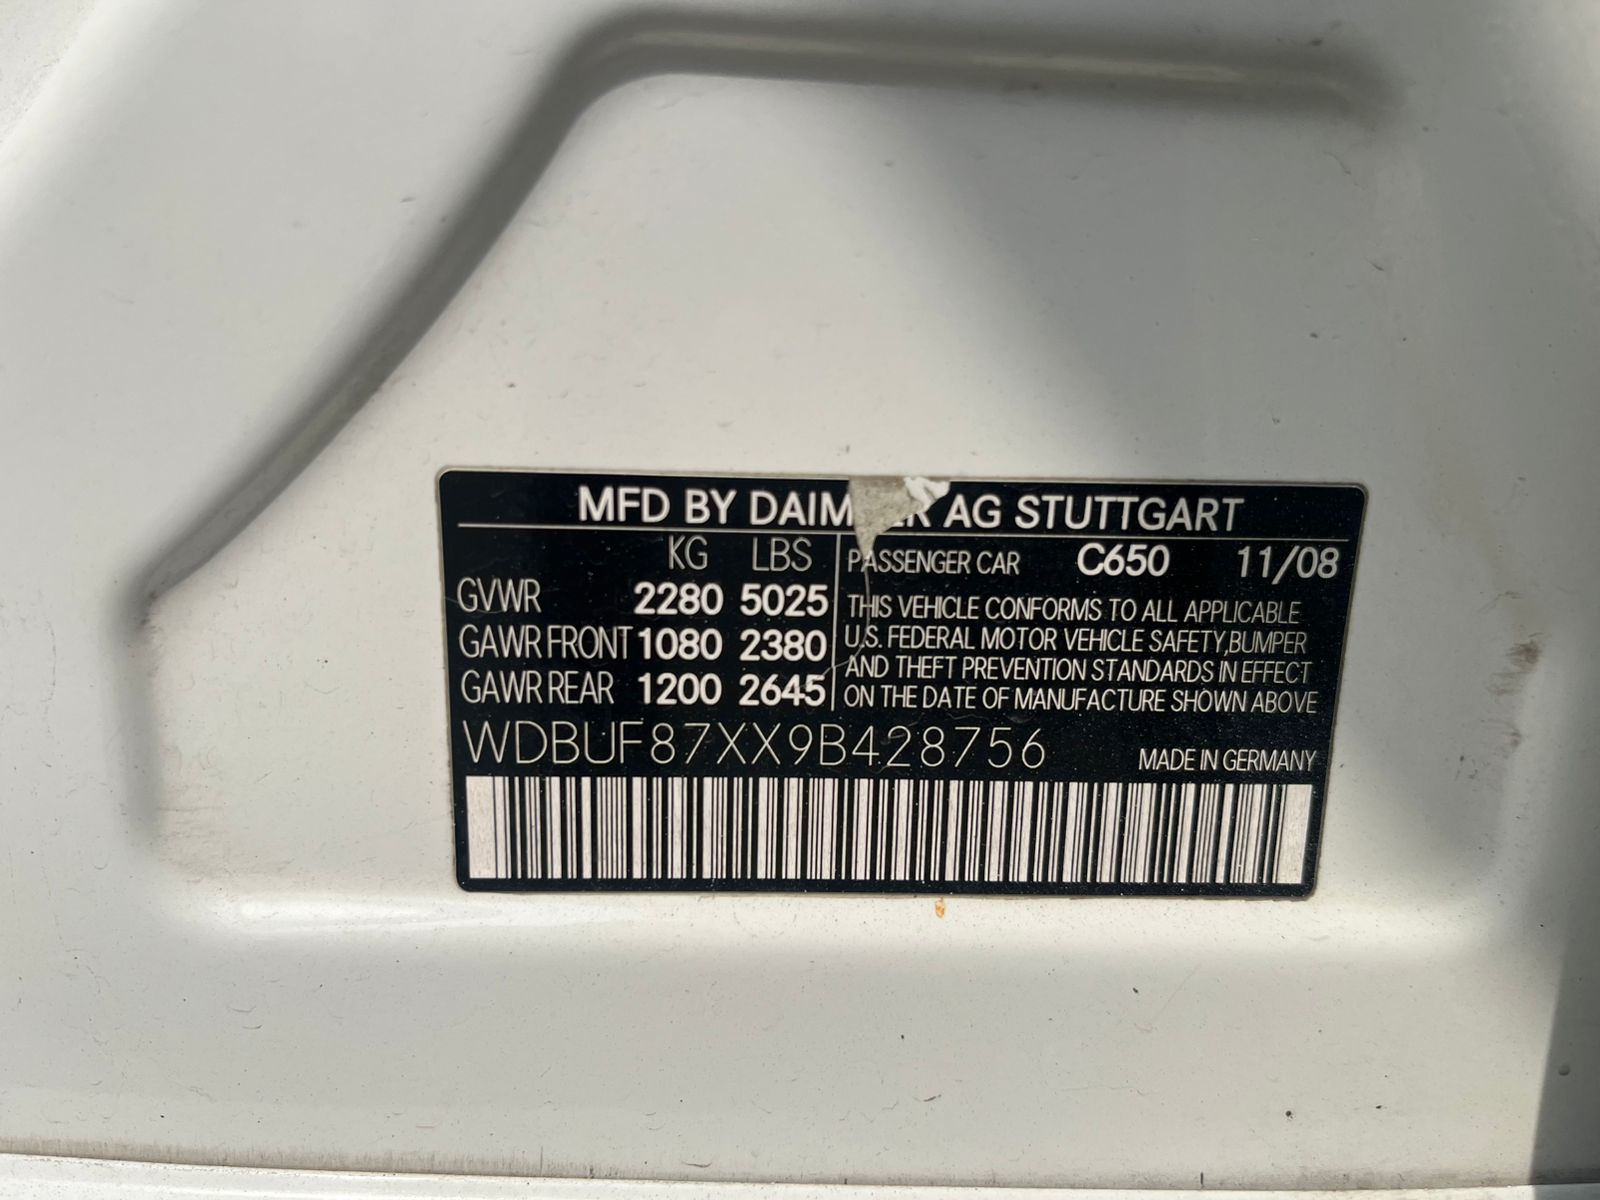 MFD BY DAIM ER AG STUTTGART
KG LBS
GVWR 2280 5025
GAWR FRONT 1080 2380
GAWR REAR 1200 2645
PASSENGER CAR C650 11/08
THIS VEHICLE CONFORMS TO ALL APPLICABLE
U.S. FEDERAL MOTOR VEHICLE SAFETY, BUMPER
AND THEFT PREVENTION STANDARDS IN EFFECT
ON THE DATE OF MANUFACTURE SHOWN ABOVE
WDBUF87XX9B428756
MADE IN GERMANY